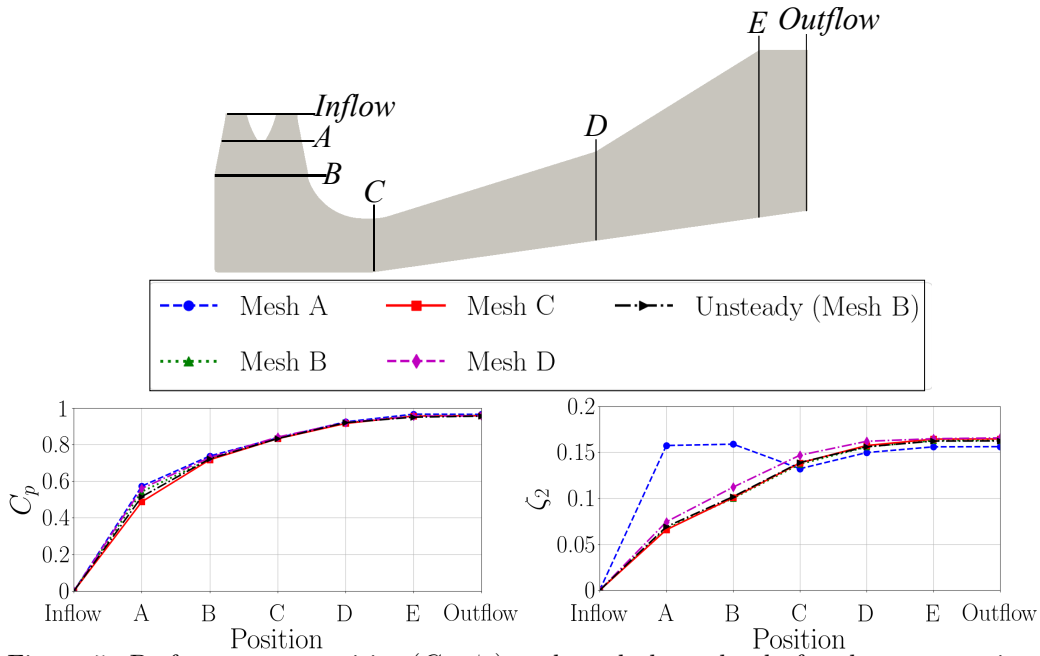 E Outflow
D
Inflow
A
B
C
Mesh A
Mesh C
Unsteady (Mesh B)
Mesh B
Mesh D
1
0.8
0.6
0.4
0.2
0
C_p
Inflow A B C D E Outflow
Position
0.2
0.15
0.1
0.05
0
ζ_2
Inflow A B C D E Outflow
Position